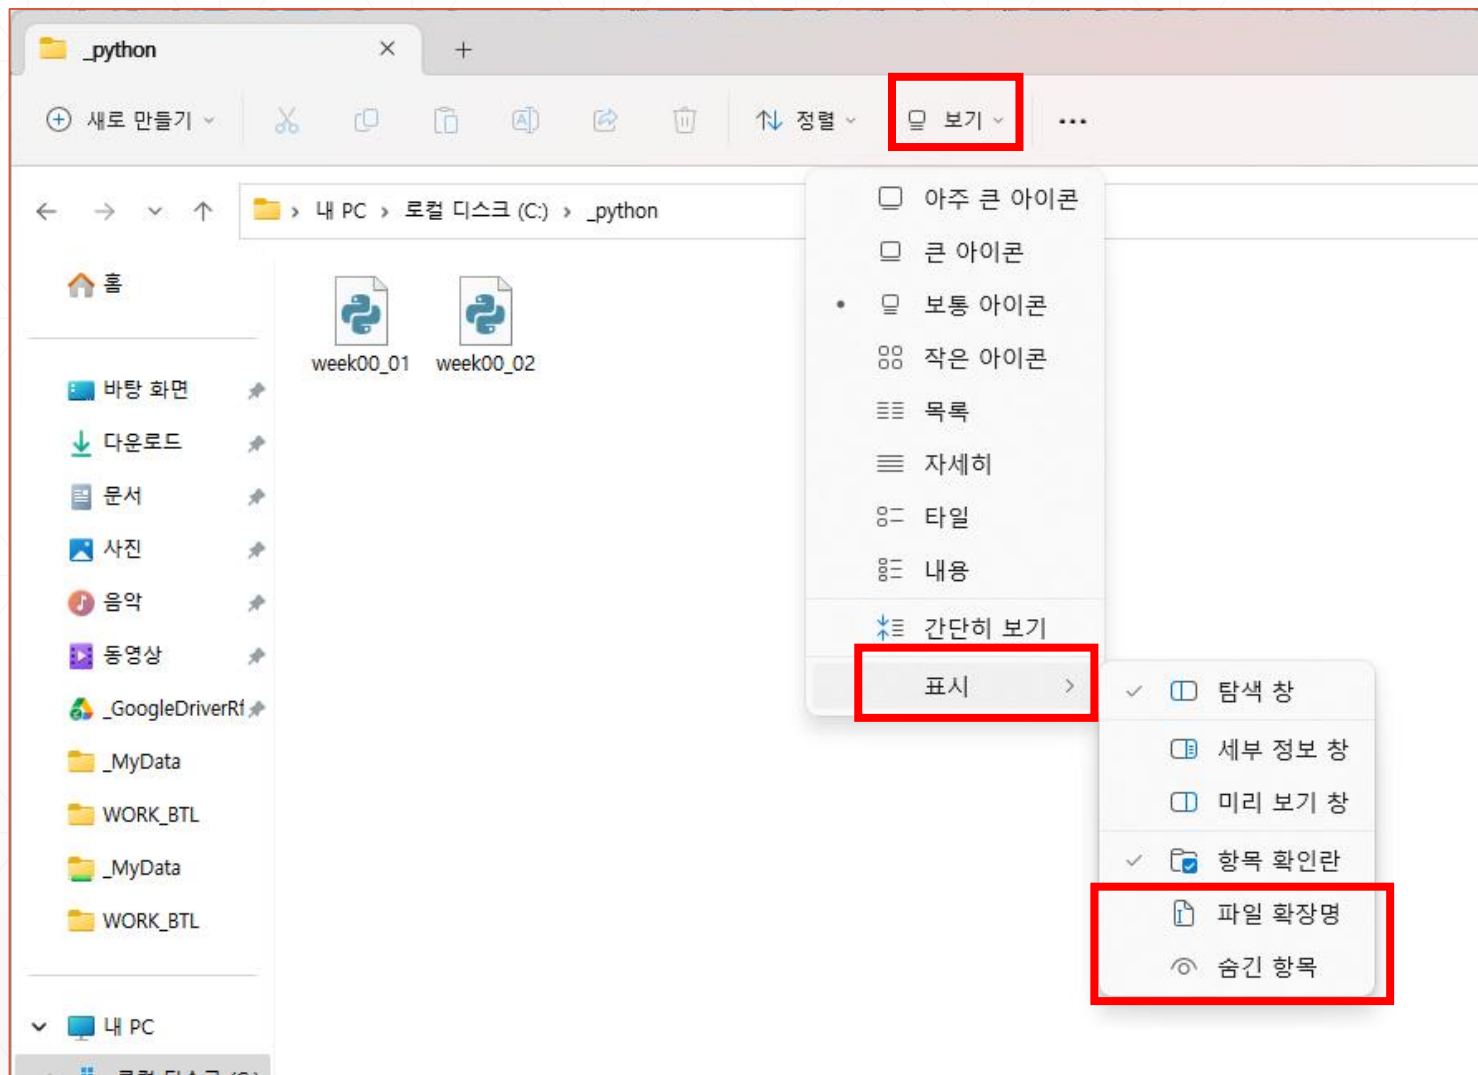 _python
새로 만들기
정렬
보기
내 PC > 로컬 디스크 (C:) > _python
아주 큰 아이콘
큰 아이콘
보통 아이콘
작은 아이콘
목록
자세히
타일
내용
간단히 보기
표시
탐색 창
세부 정보 창
미리 보기 창
항목 확인란
파일 확장명
숨긴 항목
홈
바탕 화면
다운로드
문서
사진
음악
동영상
_GoogleDriverRf
_MyData
WORK_BTL
_MyData
WORK_BTL
내 PC
week00_01
week00_02